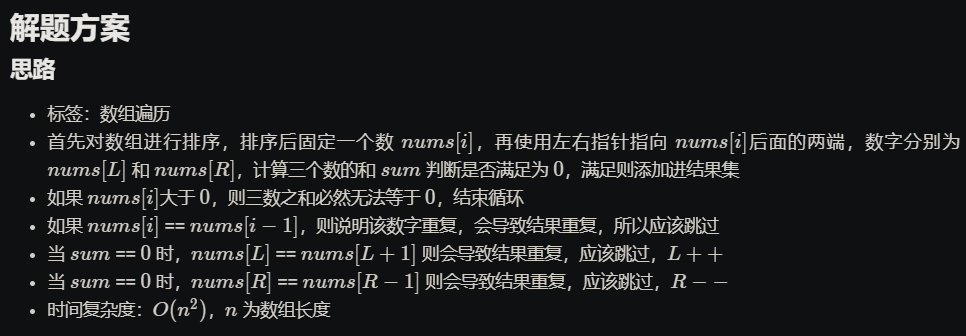 解题方案
思路
• 标签：数组遍历
• 首先对数组进行排序，排序后固定一个数 nums[i]，再使用左右指针指向 nums[i]后面的两端，数字分别为
nums[L] 和 nums[R]，计算三个数的和 sum 判断是否满足为 0，满足则添加进结果集
• 如果 nums[i]大于 0，则三数之和必然无法等于 0，结束循环
• 如果 nums[i] == nums[i − 1]，则说明该数字重复，会导致结果重复，所以应该跳过
• 当 sum == 0 时，nums[L] == nums[L + 1] 则会导致结果重复，应该跳过，L + +
• 当 sum == 0 时，nums[R] == nums[R − 1] 则会导致结果重复，应该跳过，R − −
• 时间复杂度：O(n²)，n 为数组长度